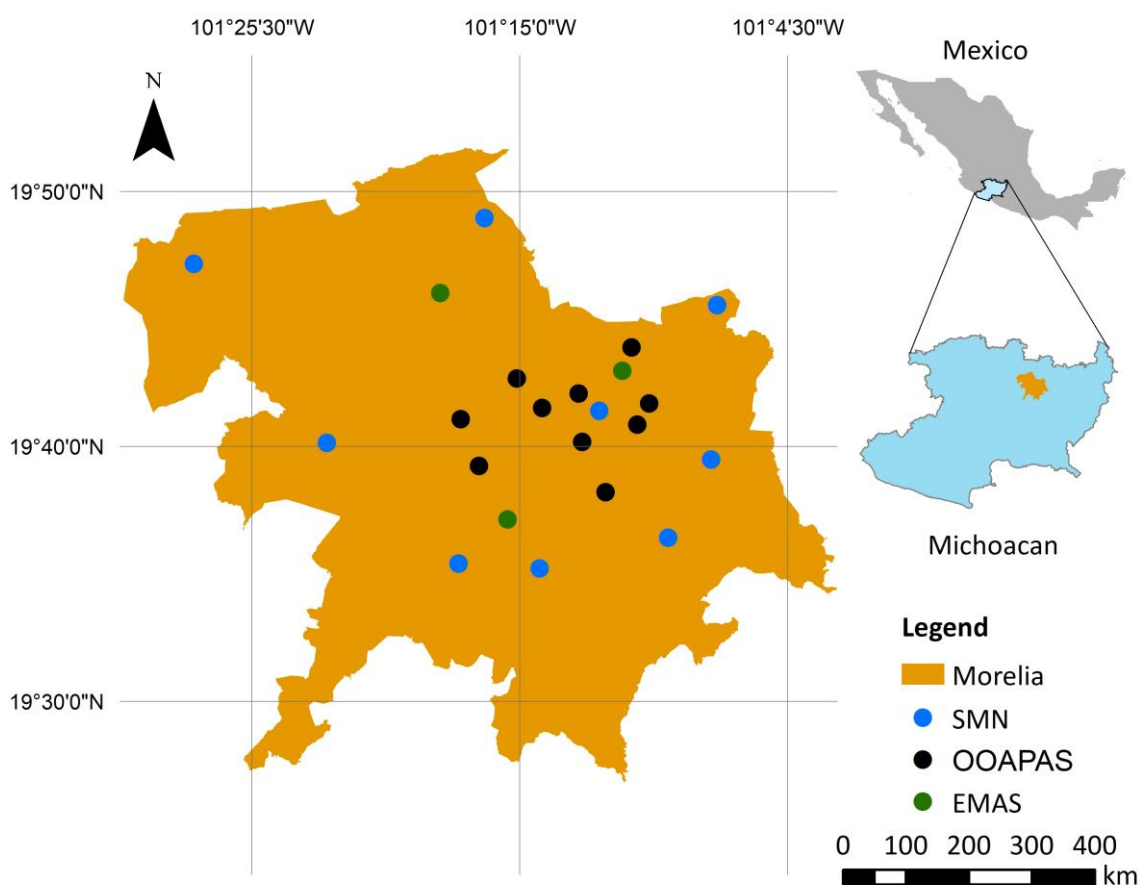 101°25'30"W 101°15'0"W 101°4'30"W
N
19°50'0"N
19°40'0"N
19°30'0"N
Mexico
Michoacan
Legend
Morelia
SMN
OOAPAS
EMAS
0 100 200 300 400
km